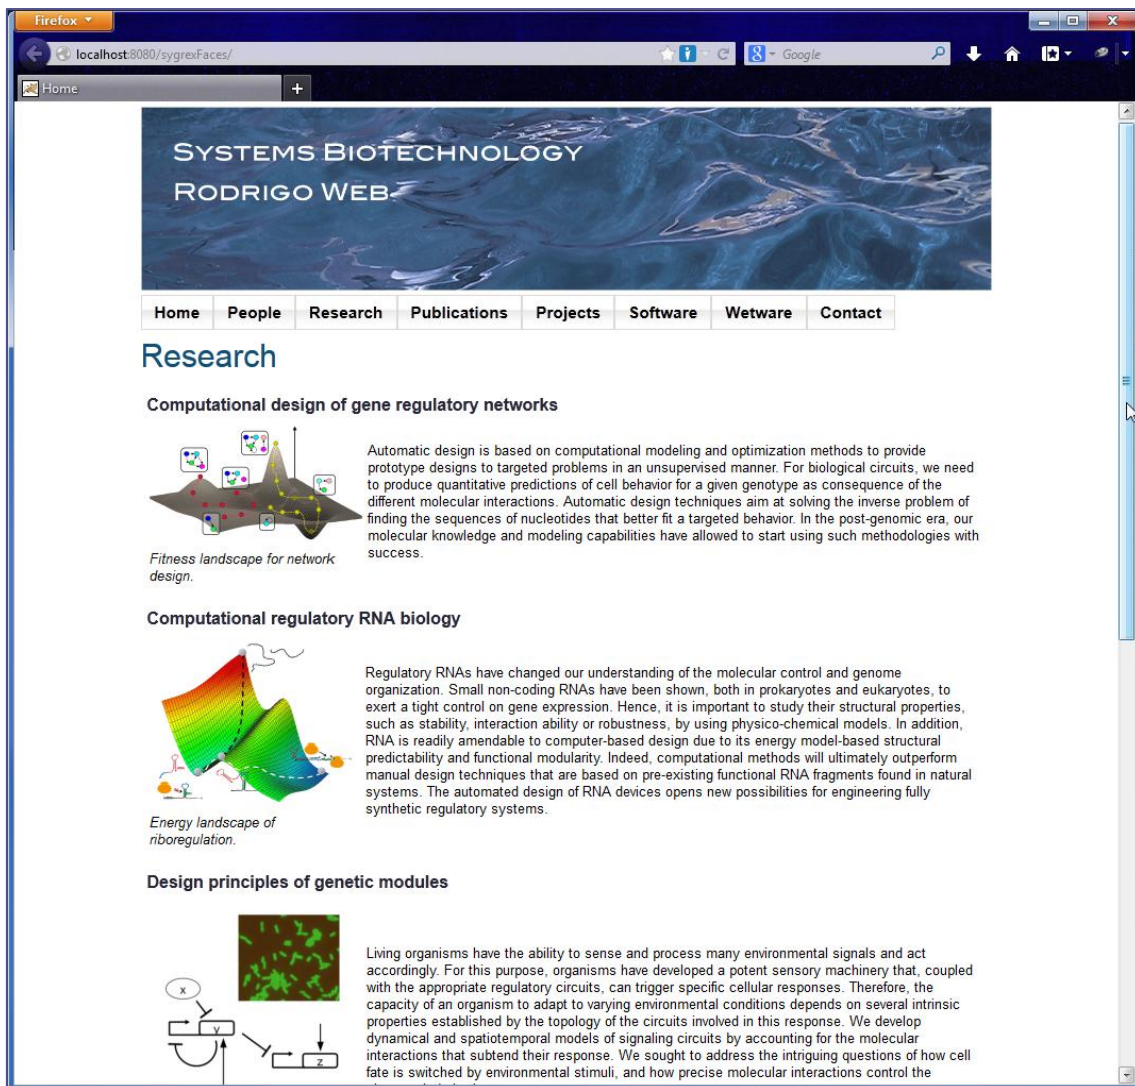 Firefox
localhost:8080/sygrexFaces/
Google
Home
SYSTEMS BIOTECHNOLOGY
RODRIGO WEB
Home People Research Publications Projects Software Wetware Contact
Research
Computational design of gene regulatory networks
Automatic design is based on computational modeling and optimization methods to provide
prototype designs to targeted problems in an unsupervised manner. For biological circuits, we need
to produce quantitative predictions of cell behavior for a given genotype as consequence of the
different molecular interactions. Automatic design techniques aim at solving the inverse problem of
finding the sequences of nucleotides that better fit a targeted behavior. In the post-genomic era, our
molecular knowledge and modeling capabilities have allowed to start using such methodologies with
success.
Fitness landscape for network
design.
Computational regulatory RNA biology
Regulatory RNAs have changed our understanding of the molecular control and genome
organization. Small non-coding RNAs have been shown, both in prokaryotes and eukaryotes, to
exert a tight control on gene expression. Hence, it is important to study their structural properties,
such as stability, interaction ability or robustness, by using physico-chemical models. In addition,
RNA is readily amendable to computer-based design due to its energy model-based structural
predictability and functional modularity. Indeed, computational methods will ultimately outperform
manual design techniques that are based on pre-existing functional RNA fragments found in natural
systems. The automated design of RNA devices opens new possibilities for engineering fully
synthetic regulatory systems.
Energy landscape of
riboregulation.
Design principles of genetic modules
x
y
z
Living organisms have the ability to sense and process many environmental signals and act
accordingly. For this purpose, organisms have developed a potent sensory machinery that, coupled
with the appropriate regulatory circuits, can trigger specific cellular responses. Therefore, the
capacity of an organism to adapt to varying environmental conditions depends on several intrinsic
properties established by the topology of the circuits involved in this response. We develop
dynamical and spatiotemporal models of signaling circuits by accounting for the molecular
interactions that subtend their response. We sought to address the intriguing questions of how cell
fate is switched by environmental stimuli, and how precise molecular interactions control the